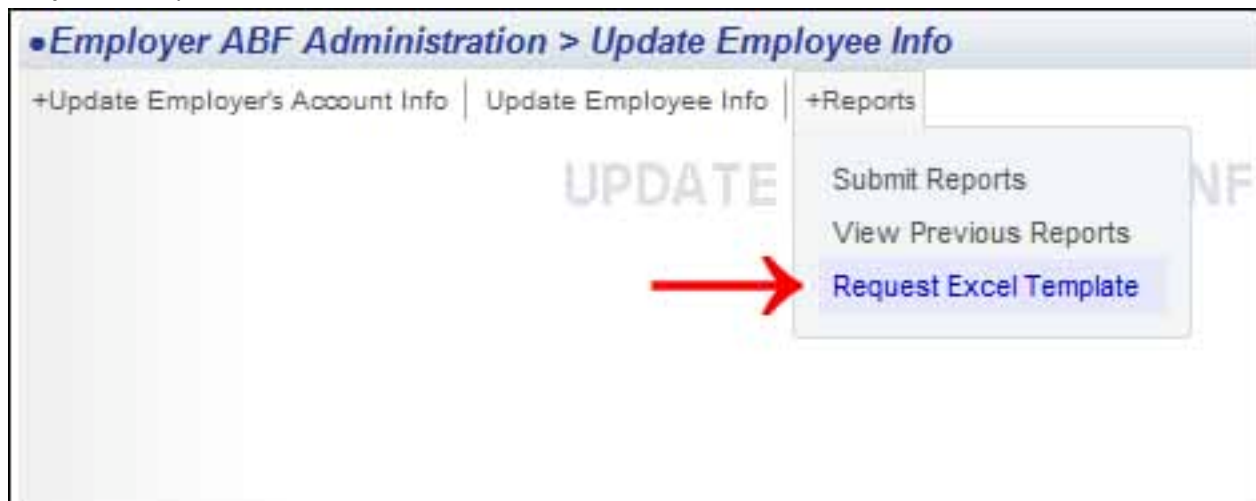 •Employer ABF Administration > Update Employee Info
+Update Employer's Account Info | Update Employee Info | +Reports
UPDATE
Submit Reports
View Previous Reports
Request Excel Template